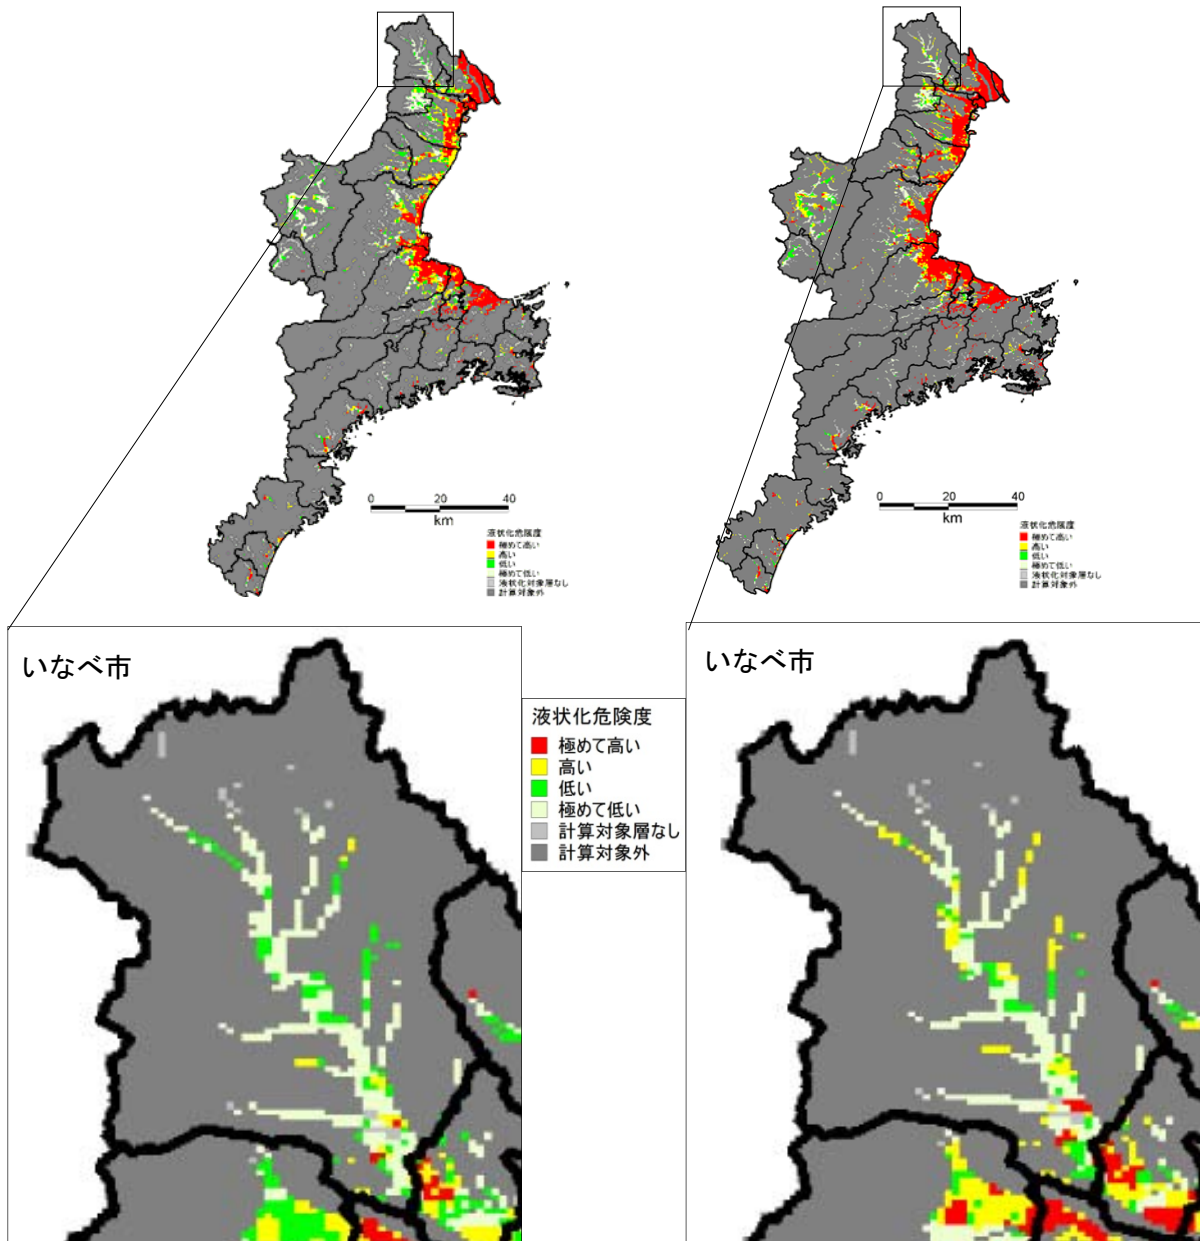 0 20 40
km
液状化危険度
極めて高い
高い
低い
極めて低い
液状化対象層なし
計算対象外
0 20 40
km
液状化危険度
極めて高い
高い
低い
極めて低い
液状化対象層なし
計算対象外
いなべ市
液状化危険度
極めて高い
高い
低い
極めて低い
計算対象層なし
計算対象外
いなべ市